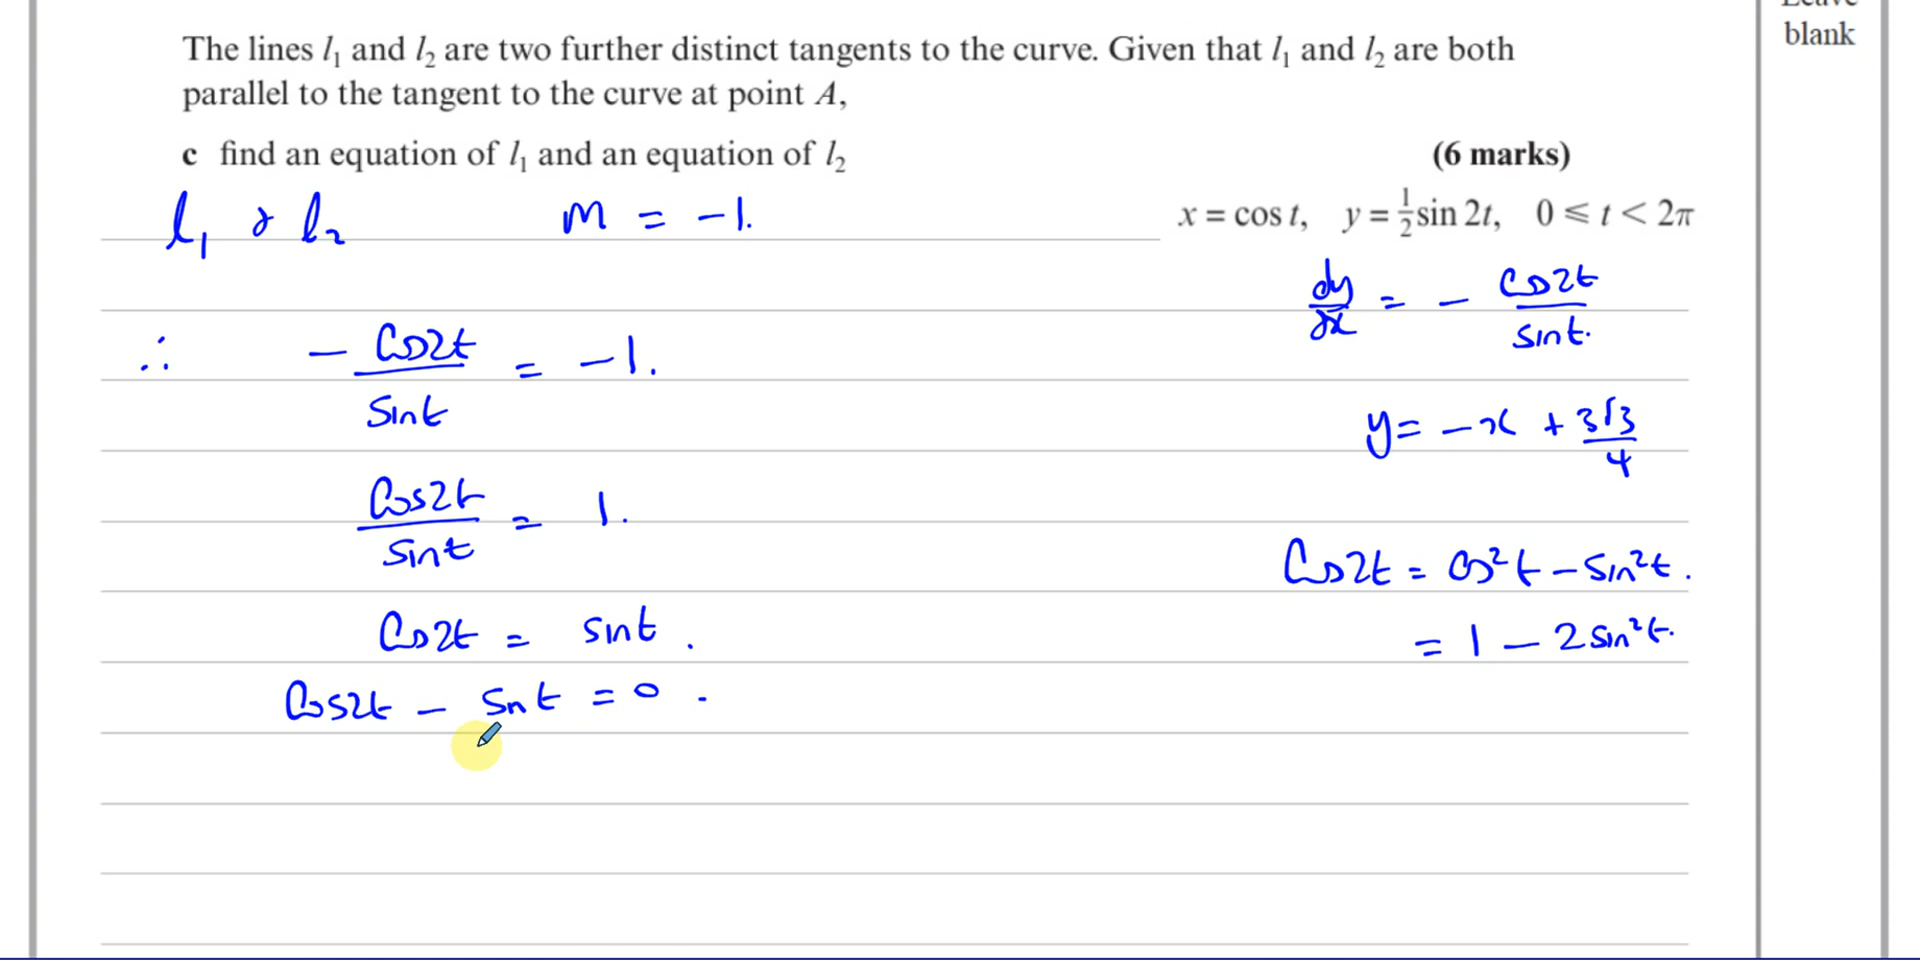 Leave
blank
The lines l₁ and l₂ are two further distinct tangents to the curve. Given that l₁ and l₂ are both
parallel to the tangent to the curve at point A,
c find an equation of l₁ and an equation of l₂ (6 marks)
l₁ & l₂ m = -1.
x = cos t, y = ½ sin 2t, 0 ⩽ t < 2π
dy/dx = - cos2t/sint.
∴ - cos2t/sint = -1.
y = -x + 3√3/4
cos2t/sint = 1.
cos2t = cos²t - sin²t.
cos2t = sint.
= 1 - 2sin²t.
cos2t - sint = 0.